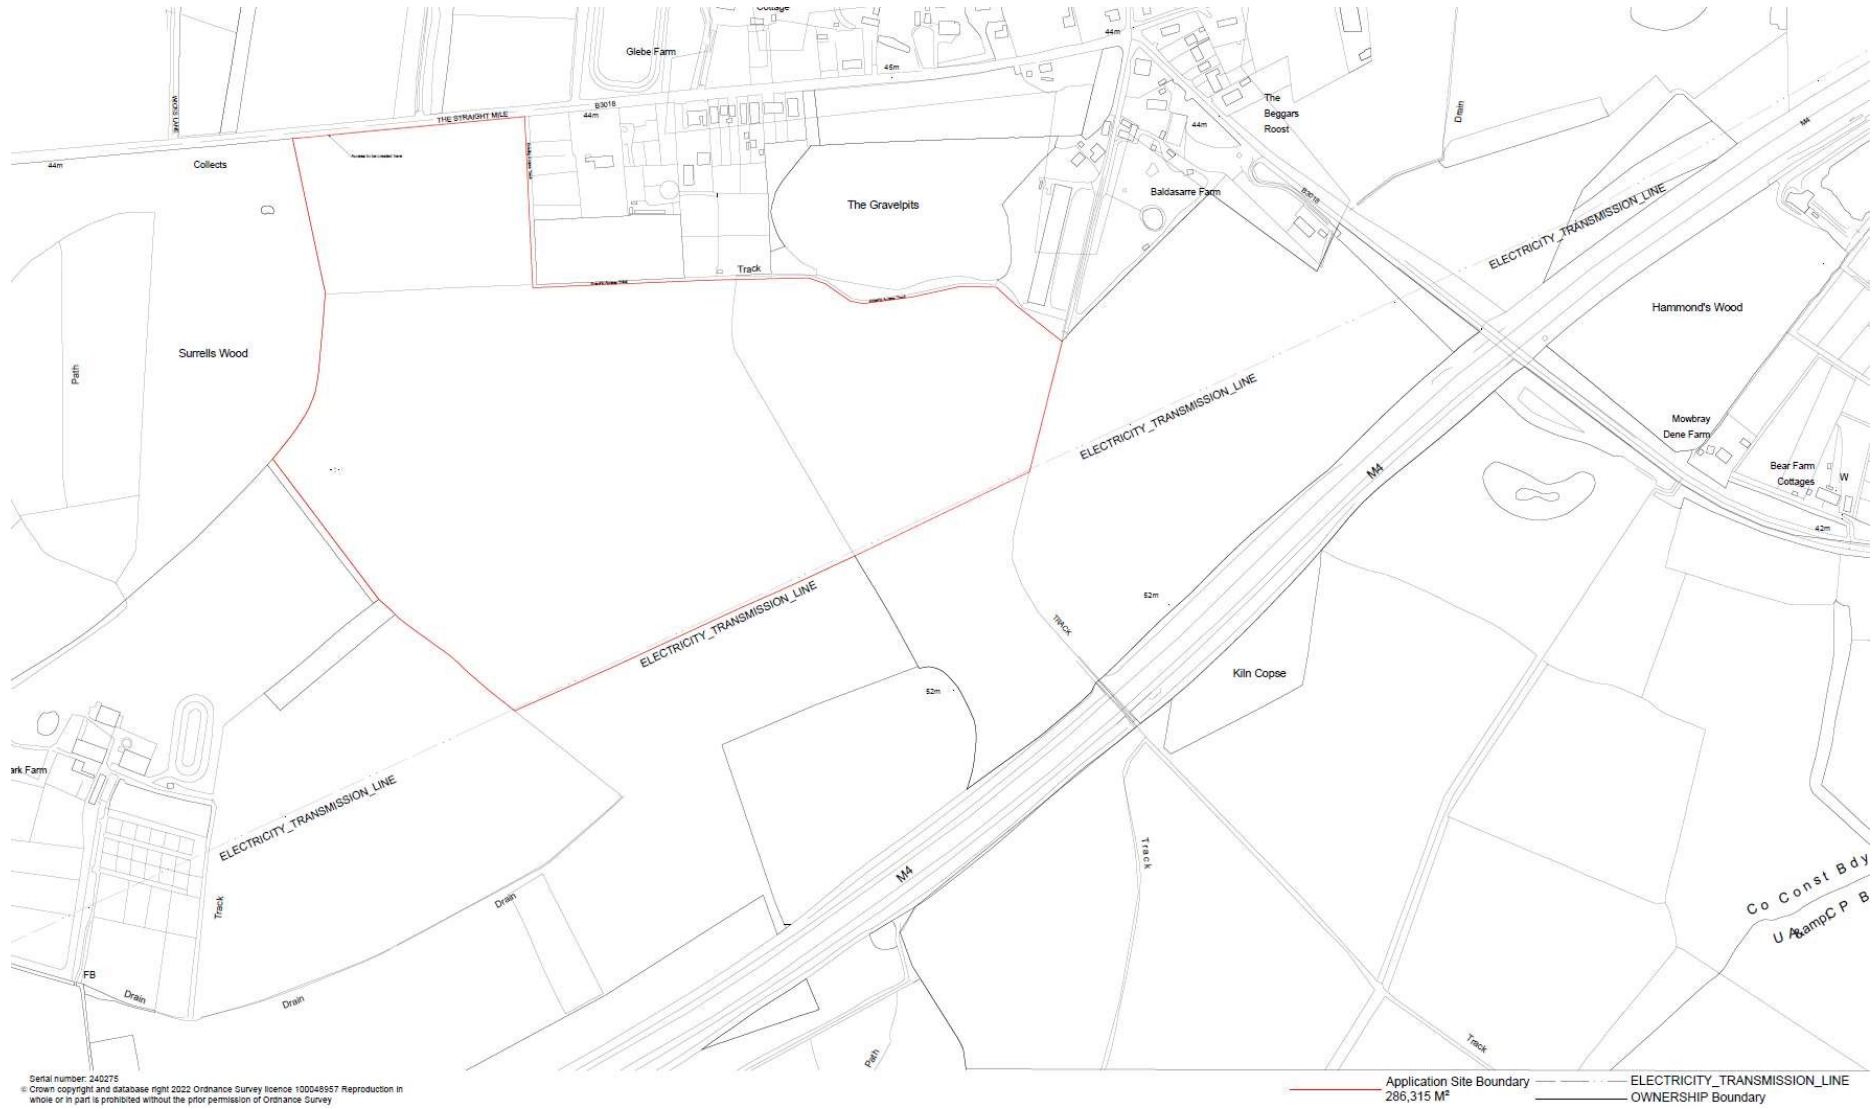 Cottage
Glebe Farm
44m
45m
B3018
44m
THE STRAIGHT MILE
The
Beggars
Roost
44m
Drain
M4
44m
Collects
Baldasarre Farm
The Gravelpits
B3018
ELECTRICITY_TRANSMISSION_LINE
Track
Hammond's Wood
Surrells Wood
Path
ELECTRICITY_TRANSMISSION_LINE
Mowbray
Dene Farm
M4
Bear Farm
Cottages
W
42m
52m
ELECTRICITY_TRANSMISSION_LINE
TRACK
Kiln Copse
52m
ark Farm
ELECTRICITY_TRANSMISSION_LINE
Track
M4
Co Const Bdy
Drain
Track
FB
Drain
Drain
Track
Path
Serial number: 240275
© Crown copyright and database right 2022 Ordnance Survey licence 100048957 Reproduction in
whole or in part is prohibited without the prior permission of Ordnance Survey
Application Site Boundary
286,315 M²
ELECTRICITY_TRANSMISSION_LINE
OWNERSHIP Boundary